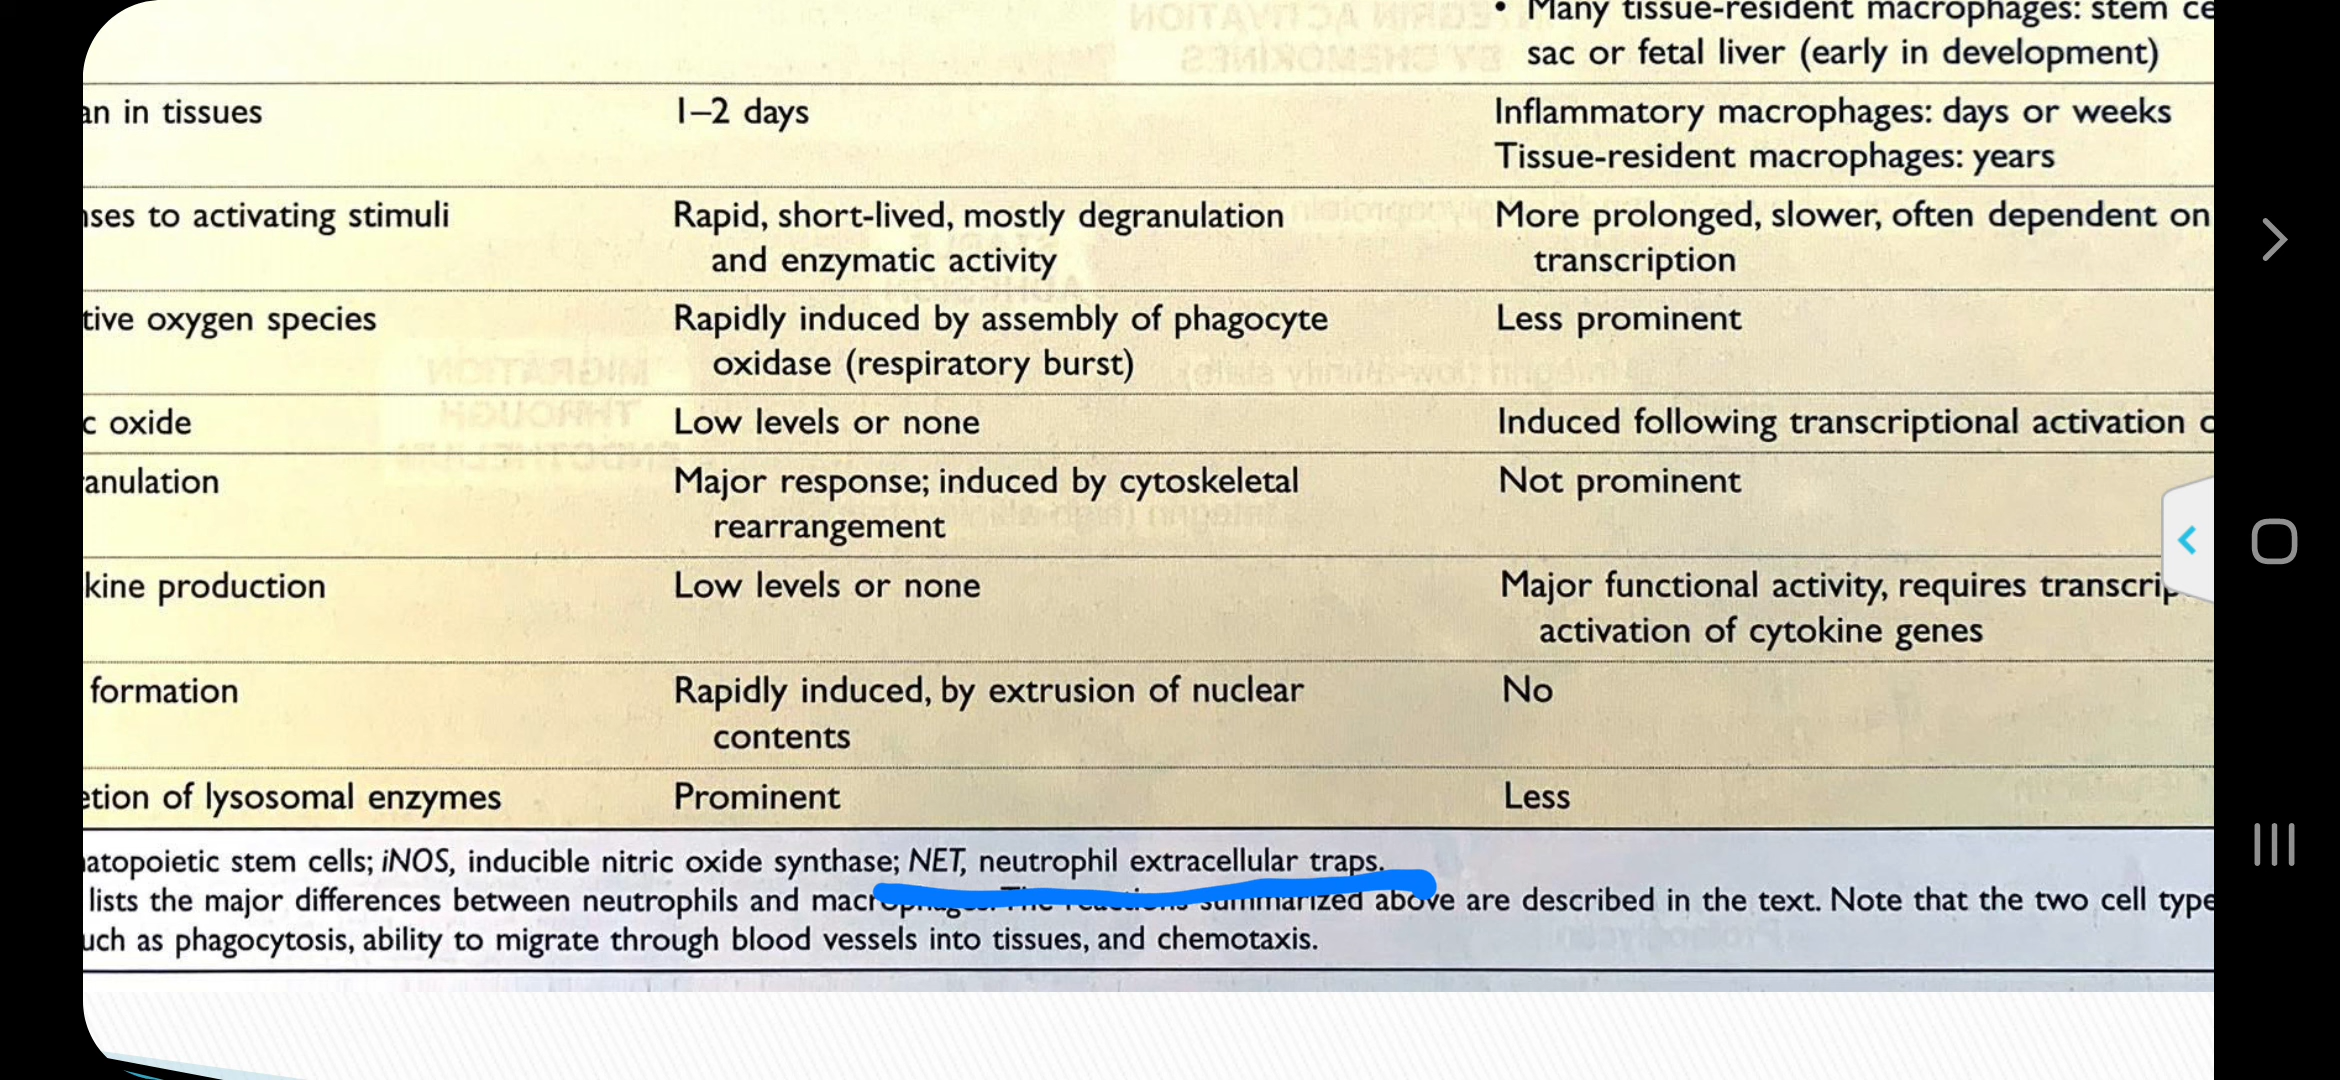 • Many tissue-resident macrophages: stem ce
sac or fetal liver (early in development)
an in tissues
1–2 days
Inflammatory macrophages: days or weeks
Tissue-resident macrophages: years
nses to activating stimuli
Rapid, short-lived, mostly degranulation
and enzymatic activity
More prolonged, slower, often dependent on
transcription
tive oxygen species
Rapidly induced by assembly of phagocyte
oxidase (respiratory burst)
Less prominent
c oxide
Low levels or none
Induced following transcriptional activation o
anulation
Major response; induced by cytoskeletal
rearrangement
Not prominent
kine production
Low levels or none
Major functional activity, requires transcrip
activation of cytokine genes
formation
Rapidly induced, by extrusion of nuclear
contents
No
etion of lysosomal enzymes
Prominent
Less
atopoietic stem cells; iNOS, inducible nitric oxide synthase; NET, neutrophil extracellular traps.
lists the major differences between neutrophils and macrophages. The reactions summarized above are described in the text. Note that the two cell type
uch as phagocytosis, ability to migrate through blood vessels into tissues, and chemotaxis.